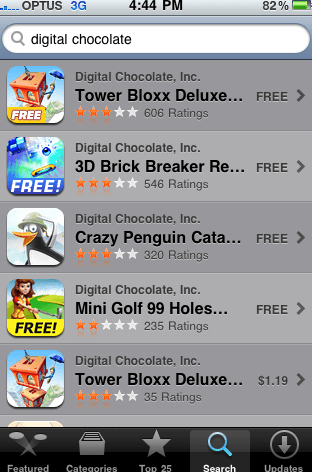 OPTUS 3G 4:44 PM 82%
digital chocolate
Digital Chocolate, Inc.
Tower Bloxx Deluxe... FREE
606 Ratings
FREE
Digital Chocolate, Inc.
3D Brick Breaker Re... FREE
546 Ratings
FREE!
Digital Chocolate, Inc.
Crazy Penguin Cata... FREE
320 Ratings
Digital Chocolate, Inc.
Mini Golf 99 Holes... FREE
235 Ratings
FREE!
Digital Chocolate, Inc.
Tower Bloxx Deluxe... $1.19
35 Ratings
Featured Categories Top 25 Search Updates